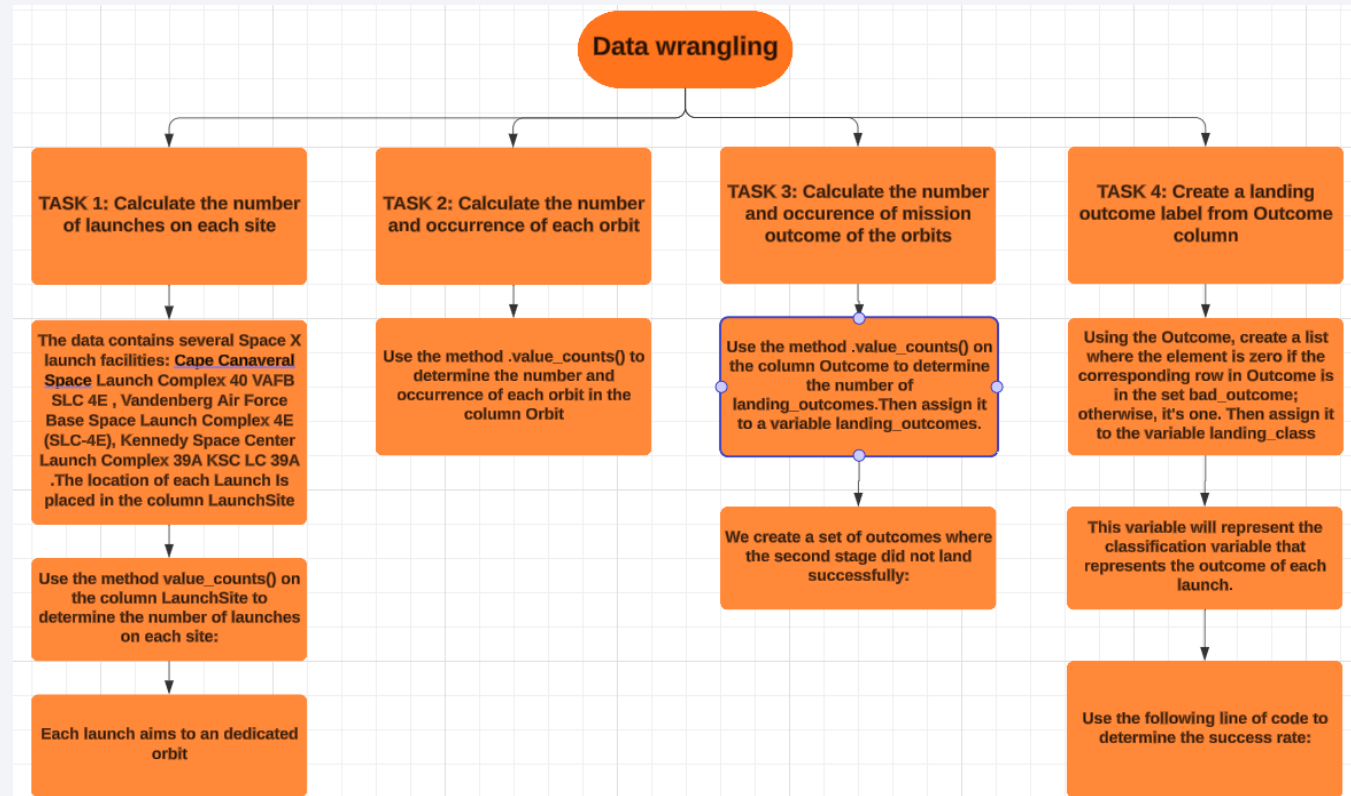 Data wrangling
TASK 1: Calculate the number
of launches on each site
TASK 2: Calculate the number
and occurrence of each orbit
TASK 3: Calculate the number
and occurence of mission
outcome of the orbits
TASK 4: Create a landing
outcome label from Outcome
column
The data contains several Space X
launch facilities: Cape Canaveral
Space Launch Complex 40 VAFB
SLC 4E , Vandenberg Air Force
Base Space Launch Complex 4E
(SLC-4E), Kennedy Space Center
Launch Complex 39A KSC LC 39A
.The location of each Launch Is
placed in the column LaunchSite
Use the method .value_counts() to
determine the number and
occurrence of each orbit in the
column Orbit
Use the method .value_counts() on
the column Outcome to determine
the number of
landing_outcomes.Then assign it
to a variable landing_outcomes.
Using the Outcome, create a list
where the element is zero if the
corresponding row in Outcome is
in the set bad_outcome;
otherwise, it's one. Then assign it
to the variable landing_class
Use the method value_counts() on
the column LaunchSite to
determine the number of launches
on each site:
We create a set of outcomes where
the second stage did not land
successfully:
This variable will represent the
classification variable that
represents the outcome of each
launch.
Each launch aims to an dedicated
orbit
Use the following line of code to
determine the success rate: